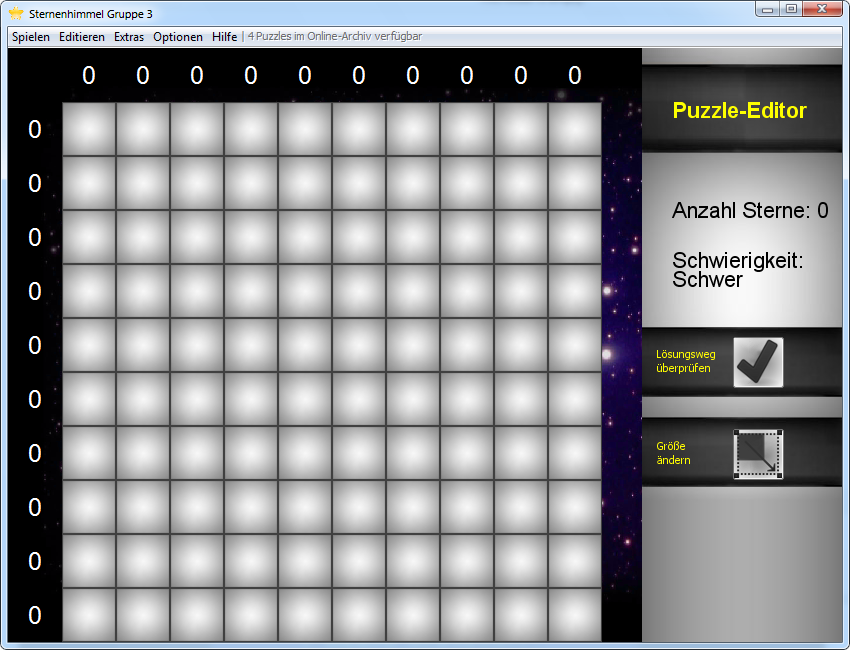 Sternenhimmel Gruppe 3
Spielen Editieren Extras Optionen Hilfe | 4 Puzzles im Online-Archiv verfügbar
0 0 0 0 0 0 0 0 0 0
0
0
0
0
0
0
0
0
0
0
Puzzle-Editor
Anzahl Sterne: 0
Schwierigkeit:
Schwer
Lösungsweg
überprüfen
Größe
ändern